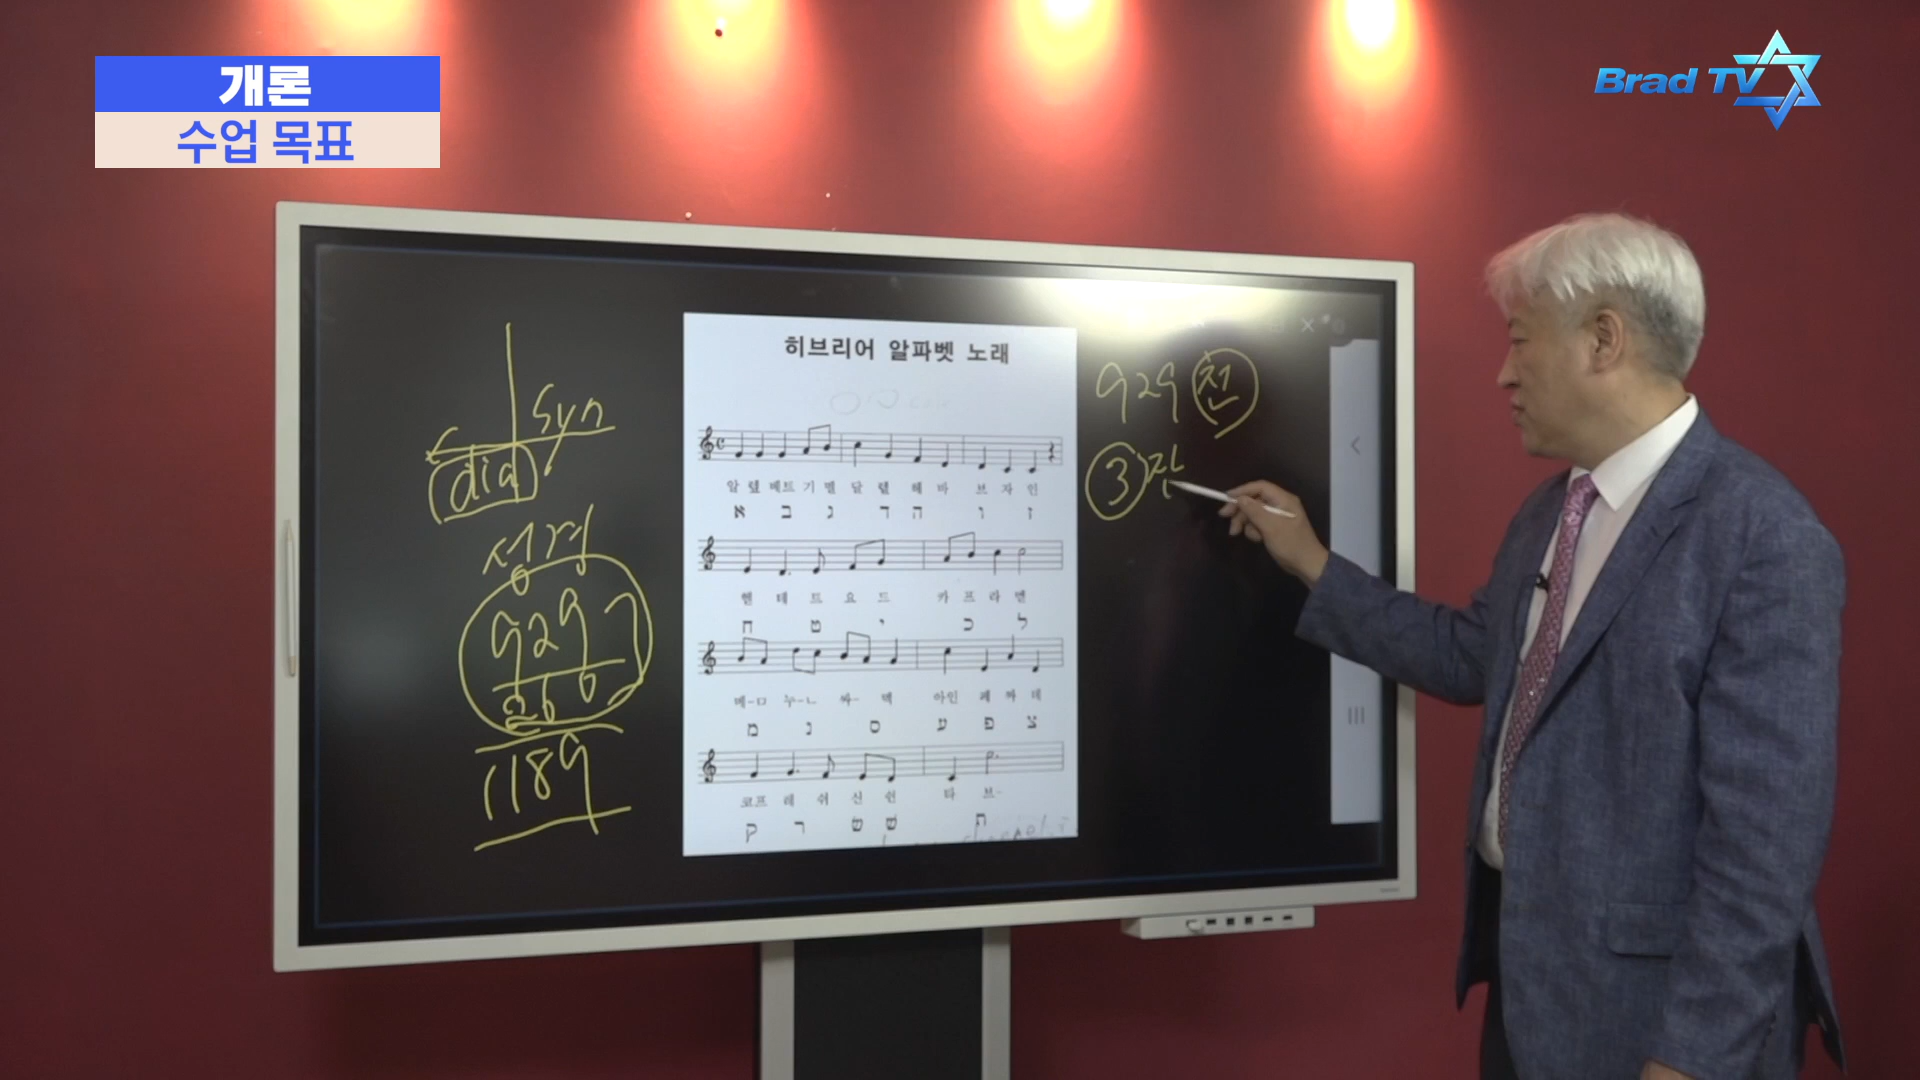 개론
수업 목표
Brad TV
Syn
dia
성경
929
260
1189
히브리어 알파벳 노래
알 렢 베트 기 멜 달 렡 헤 바 브 자 인
א ב ג ד ה ו ז
헽 테 트 요 드 카 프 라 멛
ח ט י כ ל
메-ㅁ 누-ㄴ 싸- 멕 아인 페 짜 데
מ נ ס ע פ צ
코프 레 쉬 신 쉰 타 브-
ק ר שׂ שׁ ת
929 천
③장